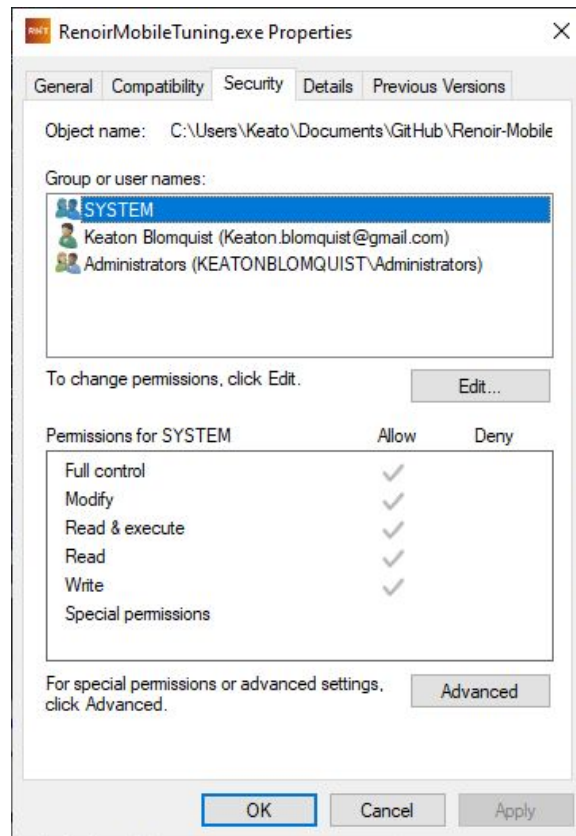 RMT RenoirMobileTuning.exe Properties
General Compatibility Security Details Previous Versions
Object name: C:\Users\Keato\Documents\GitHub\Renoir-Mobile
Group or user names:
SYSTEM
Keaton Blomquist (Keaton.blomquist@gmail.com)
Administrators (KEATONBLOMQUIST\Administrators)
To change permissions, click Edit.
Edit...
Permissions for SYSTEM Allow Deny
Full control
Modify
Read & execute
Read
Write
Special permissions
For special permissions or advanced settings,
click Advanced.
Advanced
OK Cancel Apply